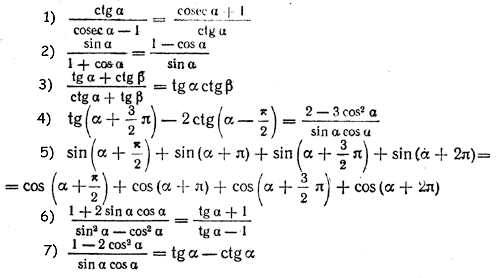 1) ctg α / (cosec α − 1) = (cosec α + 1) / ctg α
2) sin α / (1 + cos α) = (1 − cos α) / sin α
3) (tg α + ctg β) / (ctg α + tg β) = tg α ctg β
4) tg(α + 3/2 π) − 2 ctg(α − π/2) = (2 − 3 cos² α) / (sin α cos α)
5) sin(α + π/2) + sin (α + π) + sin(α + 3/2 π) + sin (α + 2π) =
= cos (α + π/2) + cos (α + π) + cos (α + 3/2 π) + cos (α + 2π)
6) (1 + 2 sin α cos α) / (sin² α − cos² α) = (tg α + 1) / (tg α − 1)
7) (1 − 2 cos² α) / (sin α cos α) = tg α − ctg α